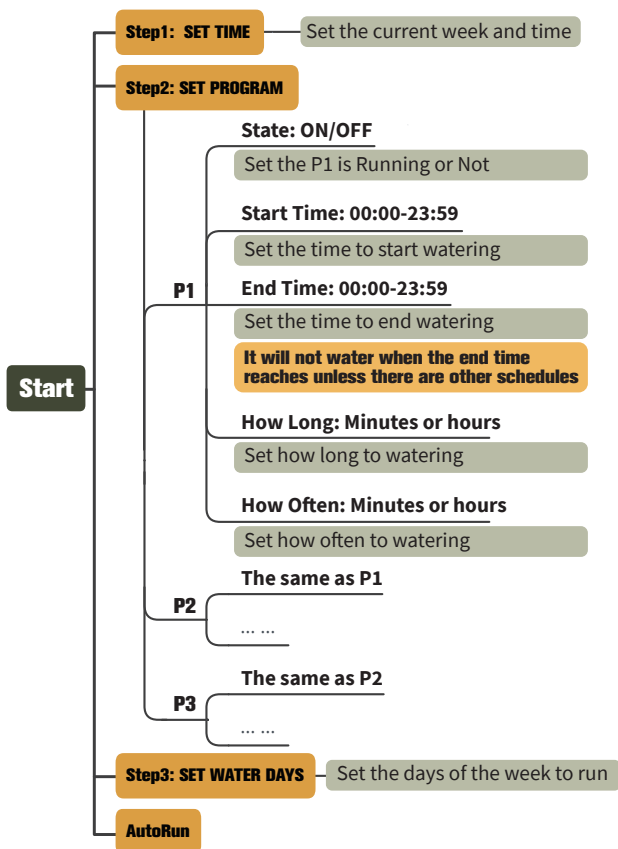 Step1: SET TIME
Set the current week and time
Step2: SET PROGRAM
State: ON/OFF
Set the P1 is Running or Not
Start Time: 00:00-23:59
Set the time to start watering
P1
End Time: 00:00-23:59
Set the time to end watering
It will not water when the end time
reaches unless there are other schedules
Start
How Long: Minutes or hours
Set how long to watering
How Often: Minutes or hours
Set how often to watering
The same as P1
P2
... ...
The same as P2
P3
... ...
Step3: SET WATER DAYS
Set the days of the week to run
AutoRun